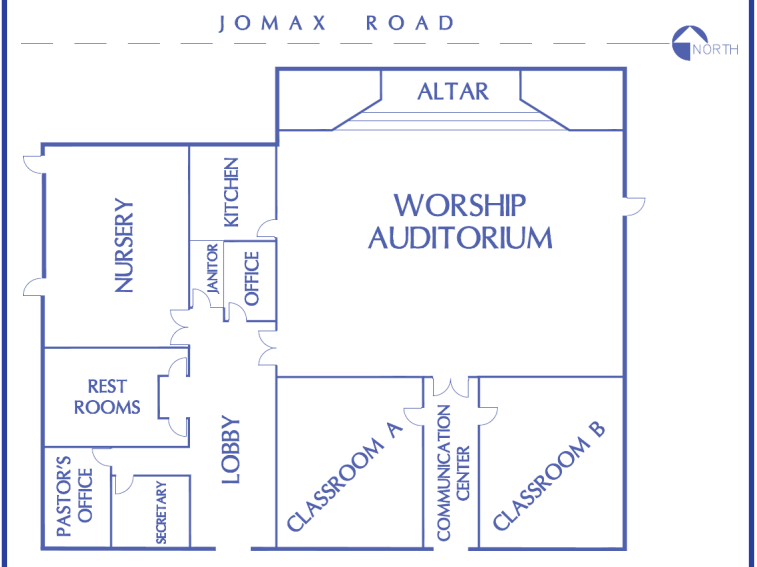 JOMAX ROAD
NORTH
ALTAR
KITCHEN
WORSHIP
AUDITORIUM
NURSERY
JANITOR
OFFICE
REST
ROOMS
LOBBY
CLASSROOM A
COMMUNICATION
CENTER
CLASSROOM B
PASTOR'S
OFFICE
SECRETARY